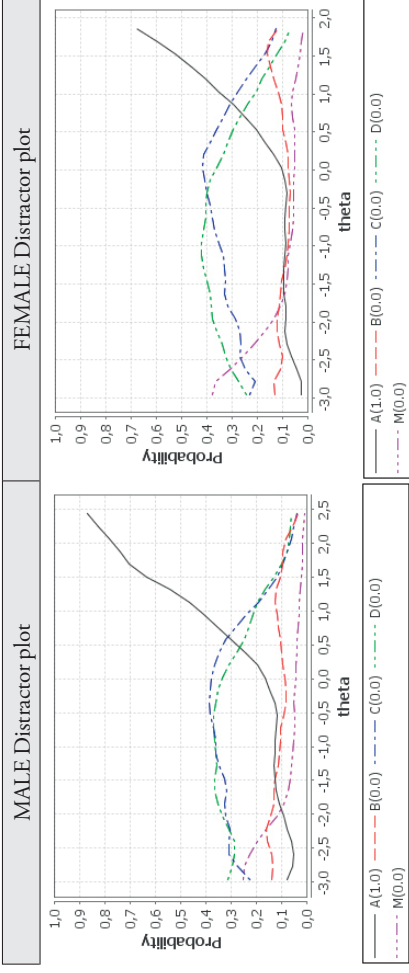 MALE Distractor plot
1,0
0,9
0,8
0,7
0,6
0,5
0,4
0,3
0,2
0,1
0,0
Probability
-3,0 -2,5 -2,0 -1,5 -1,0 -0,5 0,0 0,5 1,0 1,5 2,0 2,5
theta
A(1.0) B(0.0) C(0.0) D(0.0)
M(0.0)
FEMALE Distractor plot
1,0
0,9
0,8
0,7
0,6
0,5
0,4
0,3
0,2
0,1
0,0
Probability
-3,0 -2,5 -2,0 -1,5 -1,0 -0,5 0,0 0,5 1,0 1,5 2,0
theta
A(1.0) B(0.0) C(0.0) D(0.0)
M(0.0)